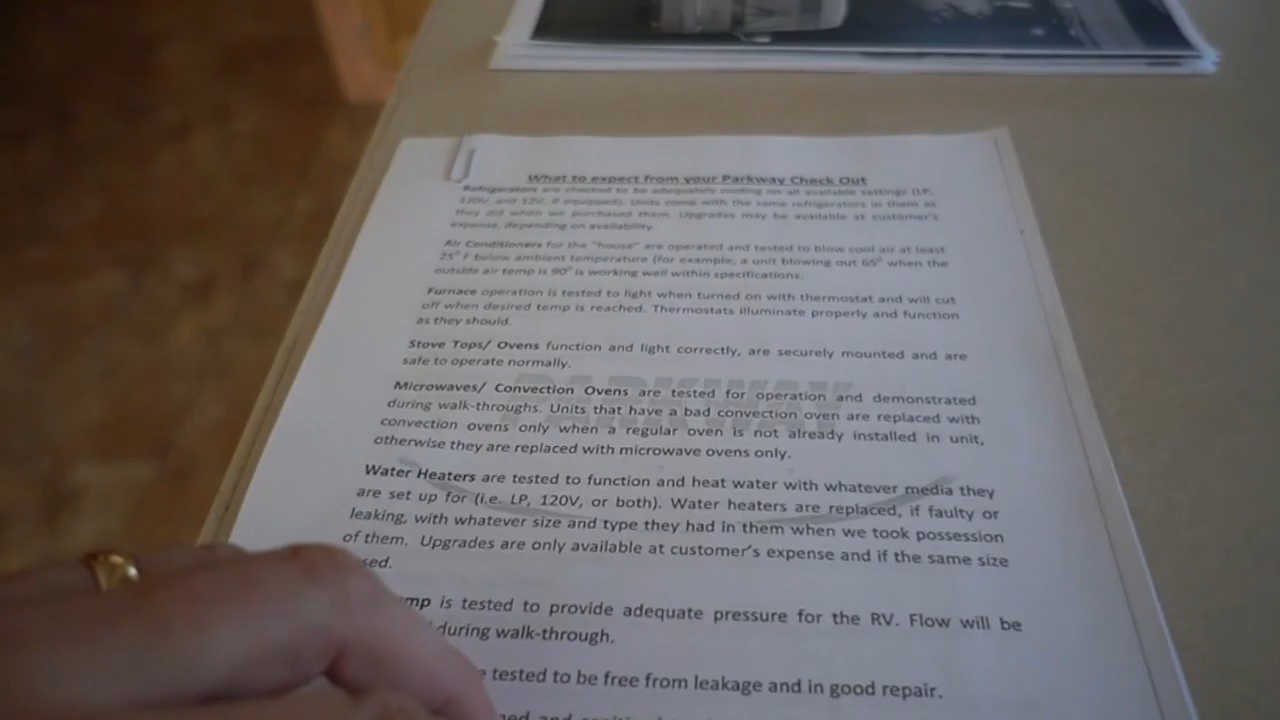 What to expect from your Parkway Check Out
Refrigerators are checked to be adequately cooling on all available settings (LP,
120V, and 12V, if equipped). Units come with the same refrigerators in them as
they did when we purchased them. Upgrades may be available at customer's
expense, depending on availability.
Air Conditioners for the "house" are operated and tested to blow cool air at least
25° F below ambient temperature (for example, a unit blowing out 65° when the
outside air temp is 90° is working well within specifications.
Furnace operation is tested to light when turned on with thermostat and will cut
off when desired temp is reached. Thermostats illuminate properly and function
as they should.
Stove Tops/ Ovens function and light correctly, are securely mounted and are
safe to operate normally.
PARKWAY
Microwaves/ Convection Ovens are tested for operation and demonstrated
during walk-throughs. Units that have a bad convection oven are replaced with
convection ovens only when a regular oven is not already installed in unit,
otherwise they are replaced with microwave ovens only.
Water Heaters are tested to function and heat water with whatever media they
are set up for (i.e. LP, 120V, or both). Water heaters are replaced, if faulty or
leaking, with whatever size and type they had in them when we took possession
of them. Upgrades are only available at customer's expense and if the same size
sed.
mp is tested to provide adequate pressure for the RV. Flow will be
during walk-through.
tested to be free from leakage and in good repair.